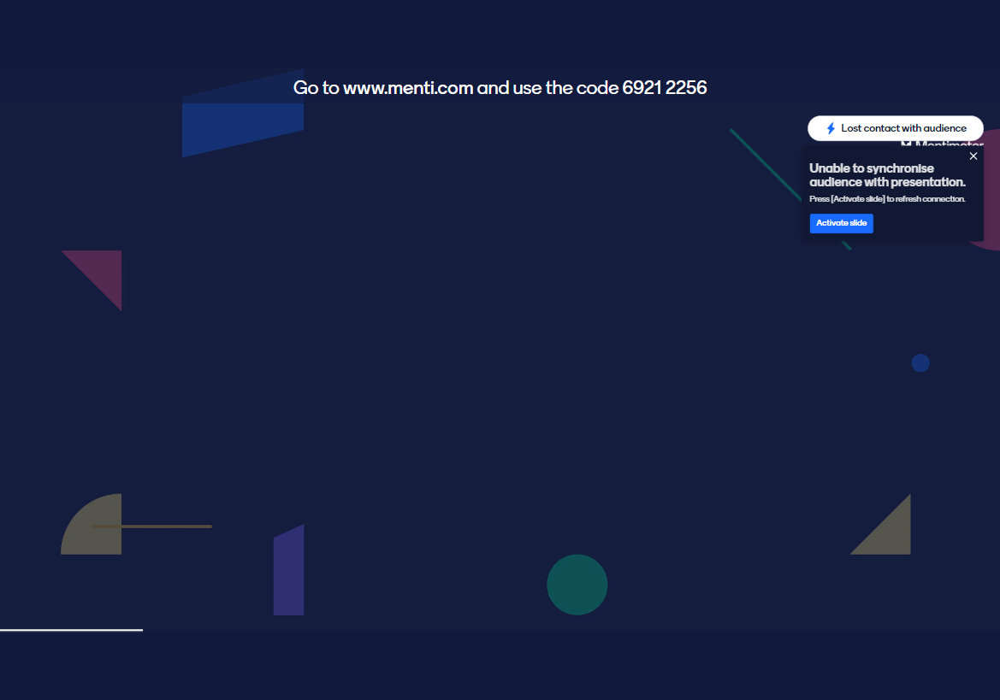 Go to www.menti.com and use the code 6921 2256
Lost contact with audience
Mentimeter
Unable to synchronise
audience with presentation.
Press [Activate slide] to refresh connection.
Activate slide